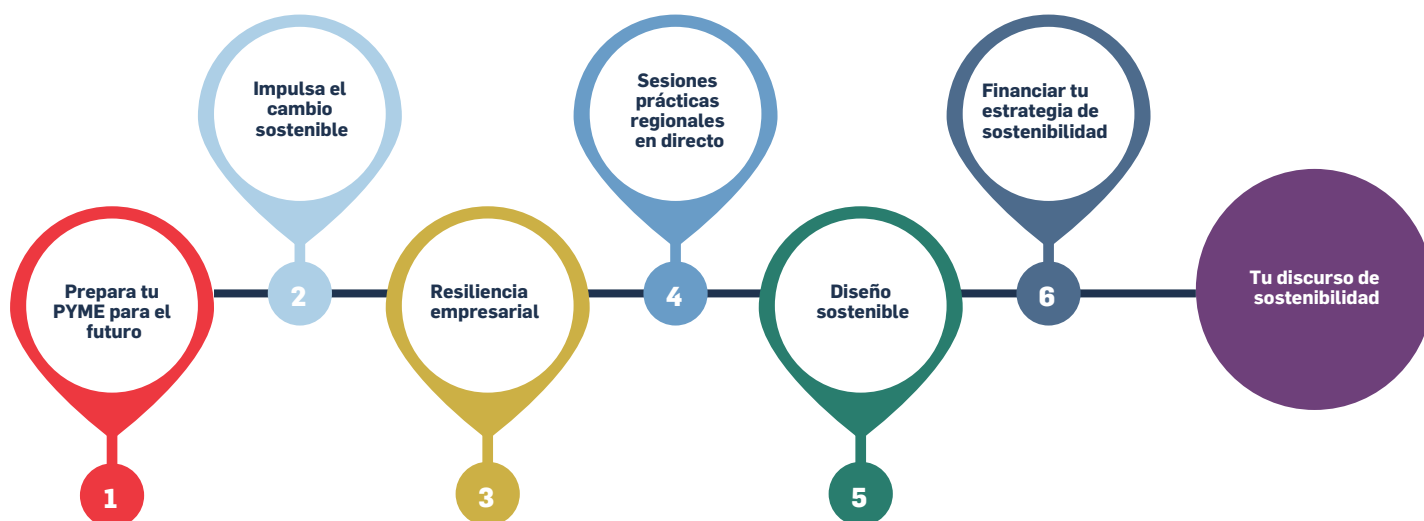 Prepara tu
PYME para el
futuro
1
Impulsa el
cambio
sostenible
2
Resiliencia
empresarial
3
Sesiones
prácticas
regionales
en directo
4
Diseño
sostenible
5
Financiar tu
estrategia de
sostenibilidad
6
Tu discurso de
sostenibilidad